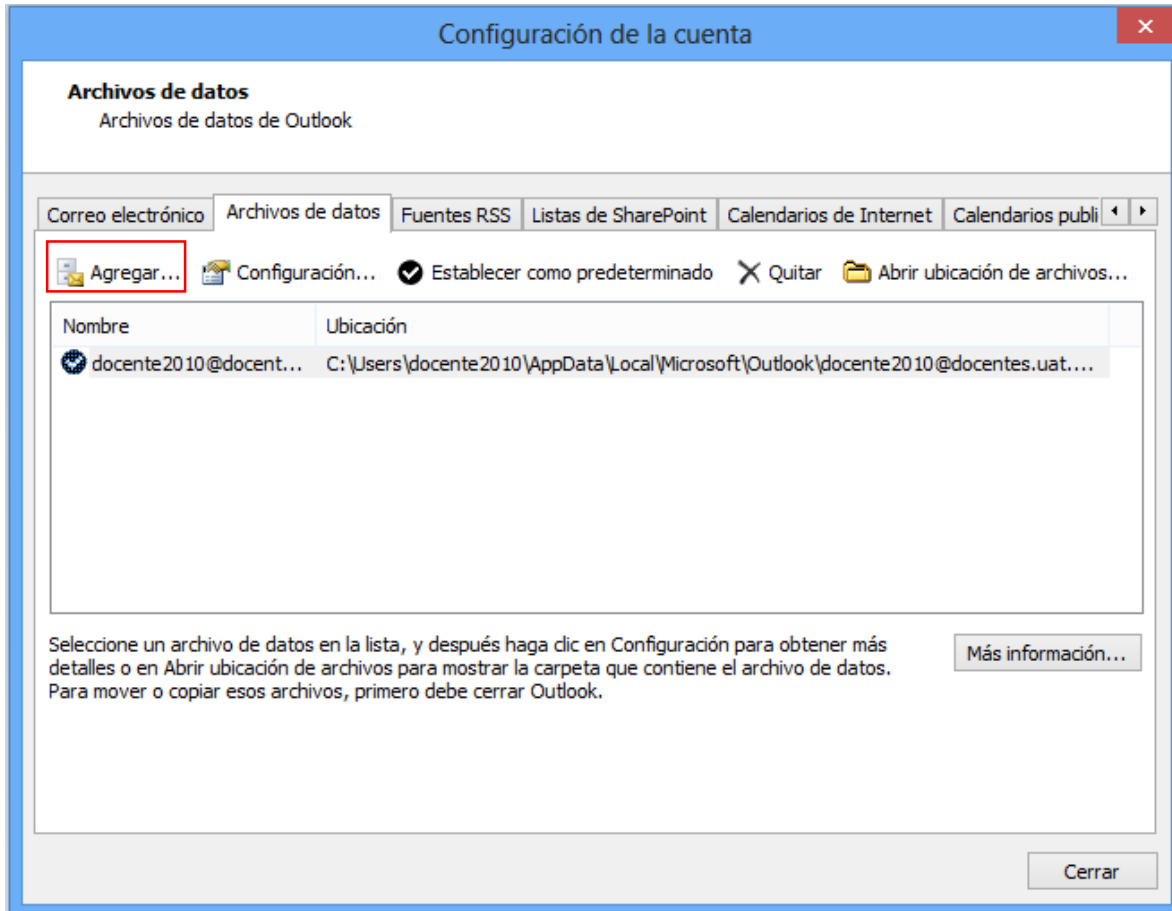 Configuración de la cuenta
Archivos de datos
Archivos de datos de Outlook
Correo electrónico Archivos de datos Fuentes RSS Listas de SharePoint Calendarios de Internet Calendarios publi
Agregar... Configuración... Establecer como predeterminado Quitar Abrir ubicación de archivos...
Nombre Ubicación
docente2010@docent... C:\Users\docente2010\AppData\Local\Microsoft\Outlook\docente2010@docentes.uat....
Seleccione un archivo de datos en la lista, y después haga clic en Configuración para obtener más
detalles o en Abrir ubicación de archivos para mostrar la carpeta que contiene el archivo de datos.
Para mover o copiar esos archivos, primero debe cerrar Outlook.
Más información...
Cerrar